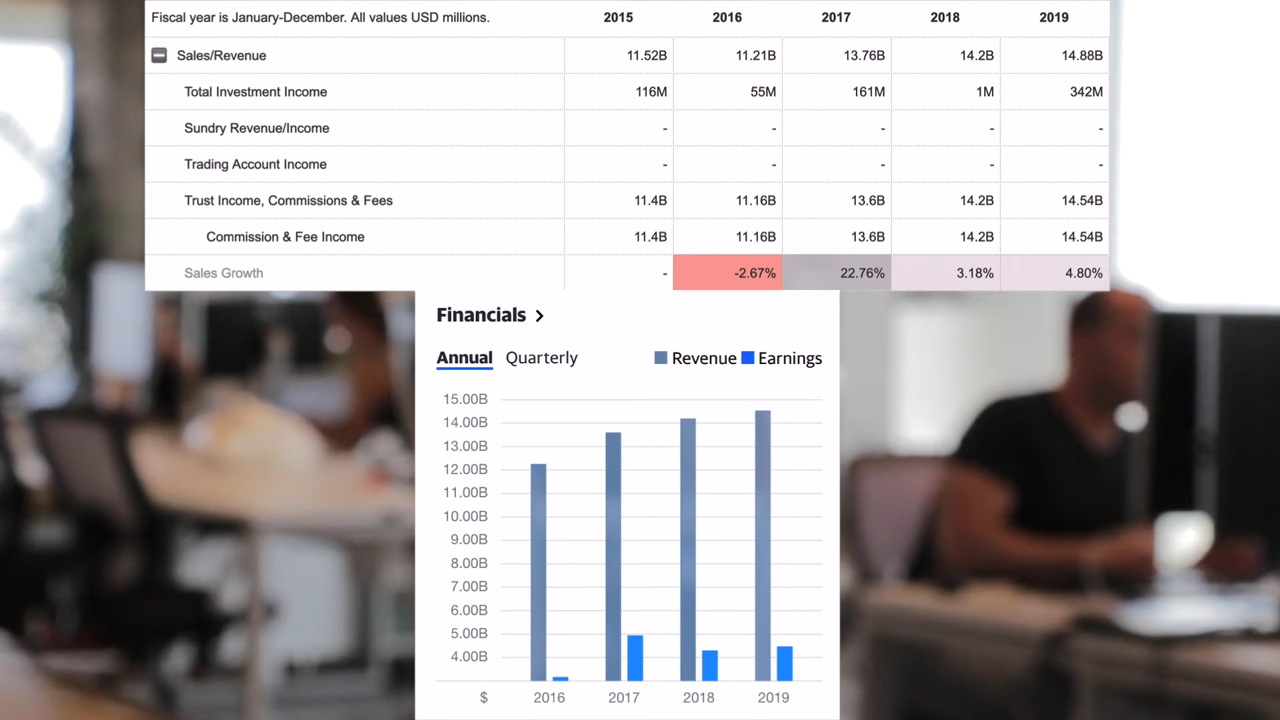 Fiscal year is January-December. All values USD millions. 2015 2016 2017 2018 2019
Sales/Revenue 11.52B 11.21B 13.76B 14.2B 14.88B
Total Investment Income 116M 55M 161M 1M 342M
Sundry Revenue/Income - - - - -
Trading Account Income - - - - -
Trust Income, Commissions & Fees 11.4B 11.16B 13.6B 14.2B 14.54B
Commission & Fee Income 11.4B 11.16B 13.6B 14.2B 14.54B
Sales Growth - -2.67% 22.76% 3.18% 4.80%
Financials >
Annual Quarterly Revenue Earnings
15.00B
14.00B
13.00B
12.00B
11.00B
10.00B
9.00B
8.00B
7.00B
6.00B
5.00B
4.00B
$ 2016 2017 2018 2019